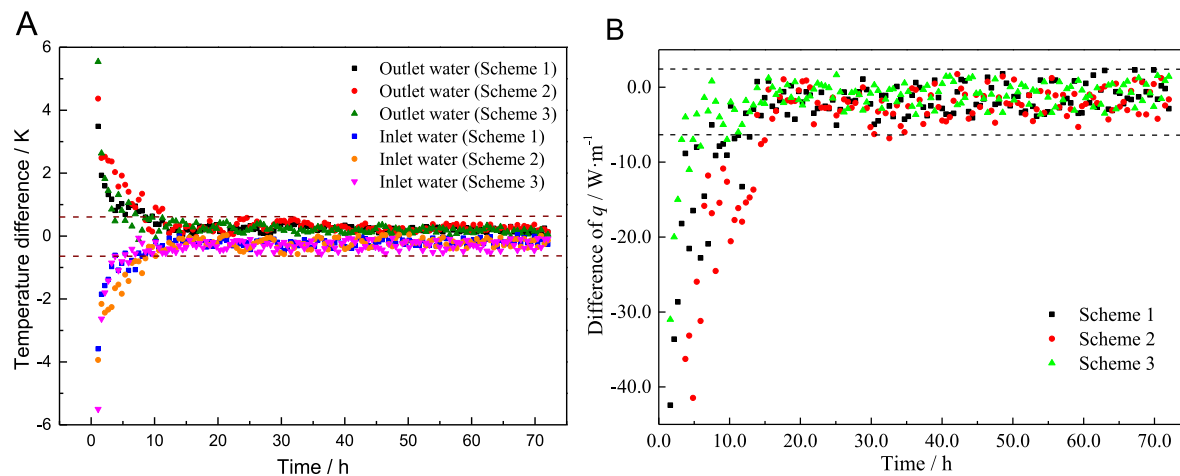 A
6
4
2
0
-2
-4
-6
Temperature difference / K
Outlet water (Scheme 1)
Outlet water (Scheme 2)
Outlet water (Scheme 3)
Inlet water (Scheme 1)
Inlet water (Scheme 2)
Inlet water (Scheme 3)
0 10 20 30 40 50 60 70
Time / h
B
0.0
-10.0
-20.0
-30.0
-40.0
Difference of q / W·m⁻¹
Scheme 1
Scheme 2
Scheme 3
0.0 10.0 20.0 30.0 40.0 50.0 60.0 70.0
Time / h